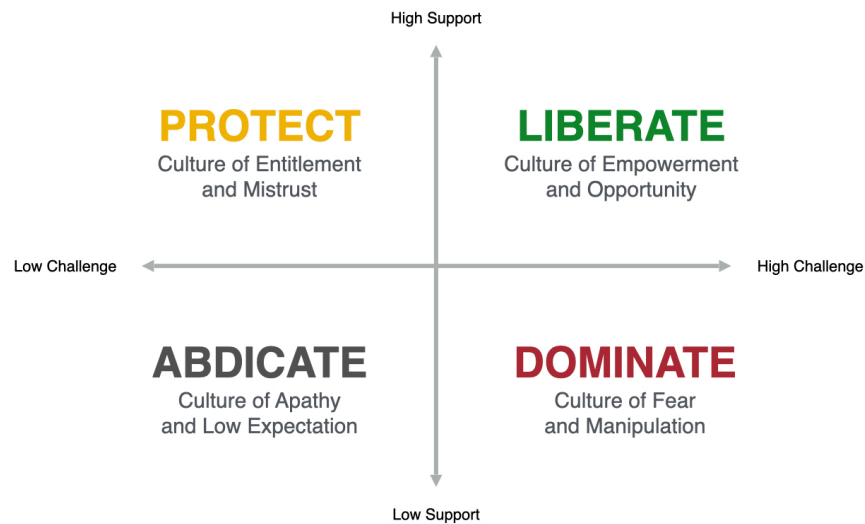 High Support
PROTECT
Culture of Entitlement
and Mistrust
LIBERATE
Culture of Empowerment
and Opportunity
Low Challenge
High Challenge
ABDICATE
Culture of Apathy
and Low Expectation
DOMINATE
Culture of Fear
and Manipulation
Low Support